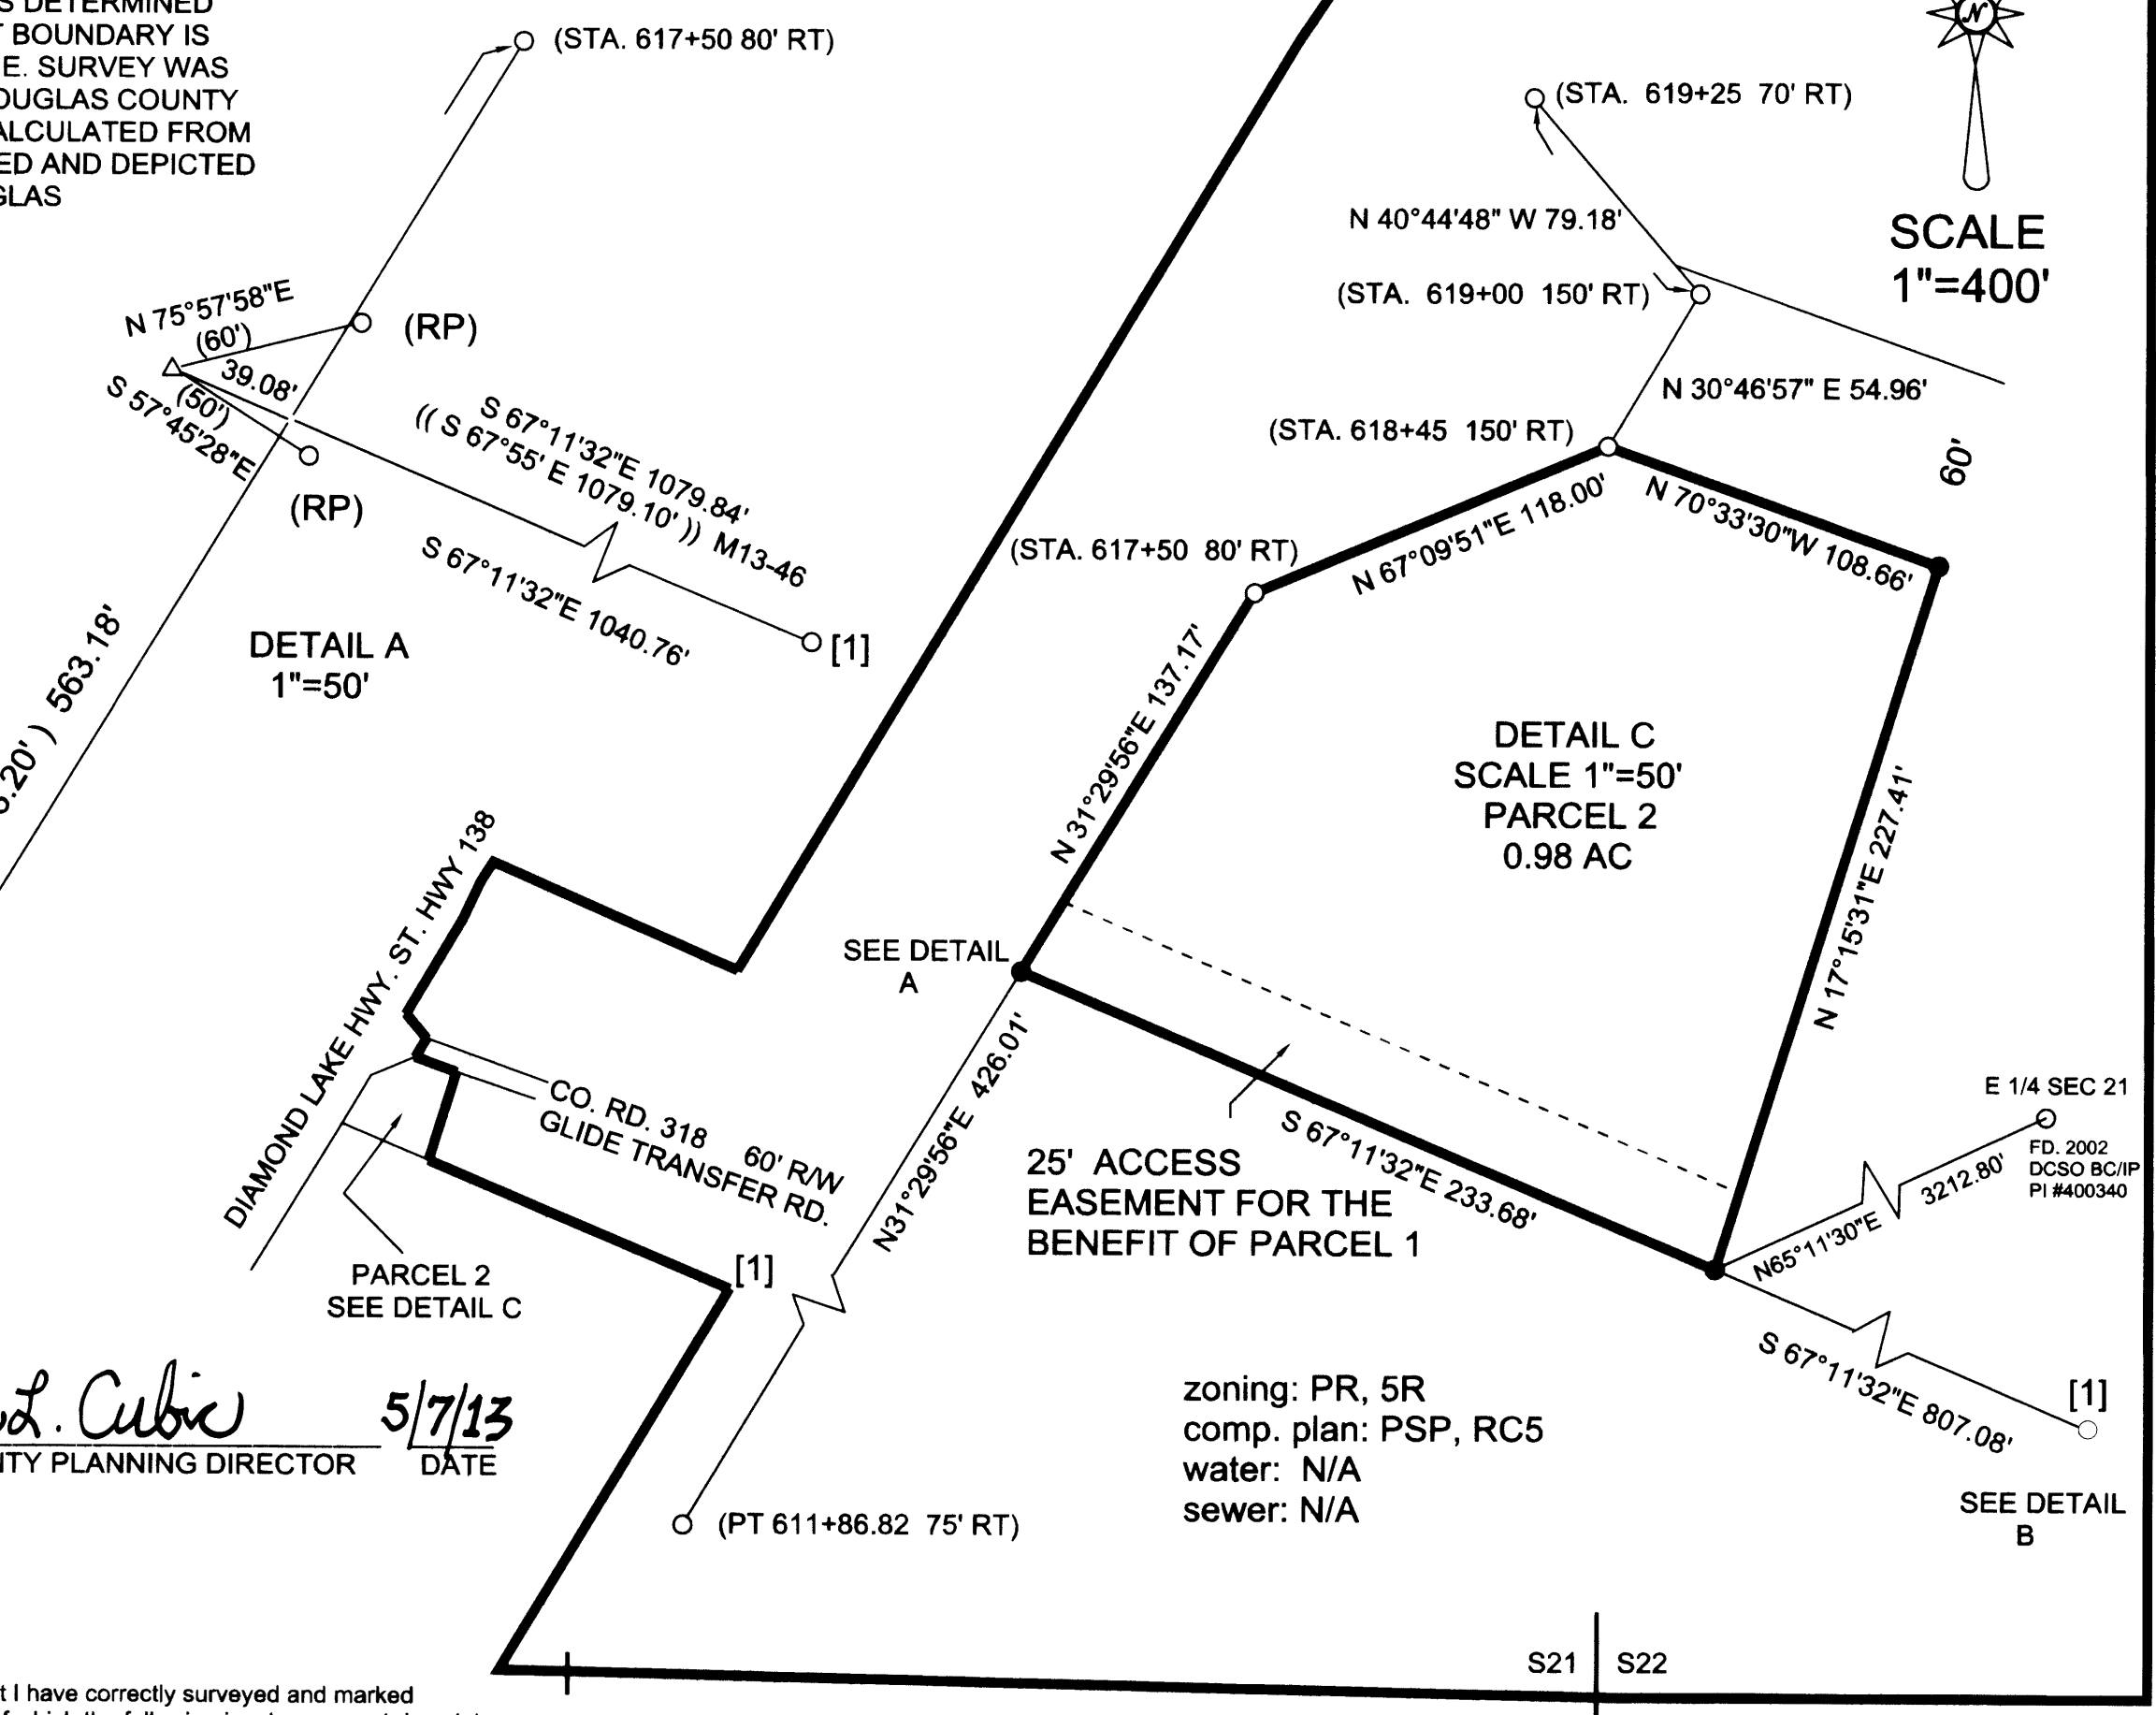 S DETERMINED
T BOUNDARY IS
E. SURVEY WAS
OUGLAS COUNTY
ALCULATED FROM
ED AND DEPICTED
GLAS
(STA. 617+50 80' RT)
N
(STA. 619+25 70' RT)
N 40°44'48" W 79.18'
SCALE
1"=400'
(STA. 619+00 150' RT)
N 30°46'57" E 54.96'
(STA. 618+45 150' RT)
60'
N 75°57'58"E
(60')
(RP)
39.08'
(50')
S 57°45'28"E
(RP)
S 67°11'32"E 1079.84'
(( S 67°55' E 1079.10' )) M13-46
S 67°11'32"E 1040.76'
[1]
DETAIL A
1"=50'
.20' ) 563.18'
(STA. 617+50 80' RT)
N 67°09'51"E 118.00'
N 70°33'30"W 108.66'
N 31°29'56"E 137.17'
DETAIL C
SCALE 1"=50'
PARCEL 2
0.98 AC
N 17°15'31"E 227.41'
SEE DETAIL
A
DIAMOND LAKE HWY. ST. HWY 138
CO. RD. 318 60' R/W
GLIDE TRANSFER RD.
N31°29'56"E 426.01'
25' ACCESS
EASEMENT FOR THE
BENEFIT OF PARCEL 1
S 67°11'32"E 233.68'
E 1/4 SEC 21
FD. 2002
DCSO BC/IP
PI #400340
N65°11'30"E 3212.80'
PARCEL 2
SEE DETAIL C
[1]
S 67°11'32"E 807.08'
[1]
SEE DETAIL
B
zoning: PR, 5R
comp. plan: PSP, RC5
water: N/A
sewer: N/A
L. Cubic 5/7/13
ITY PLANNING DIRECTOR DATE
(PT 611+86.82 75' RT)
S21 S22
t I have correctly surveyed and marked